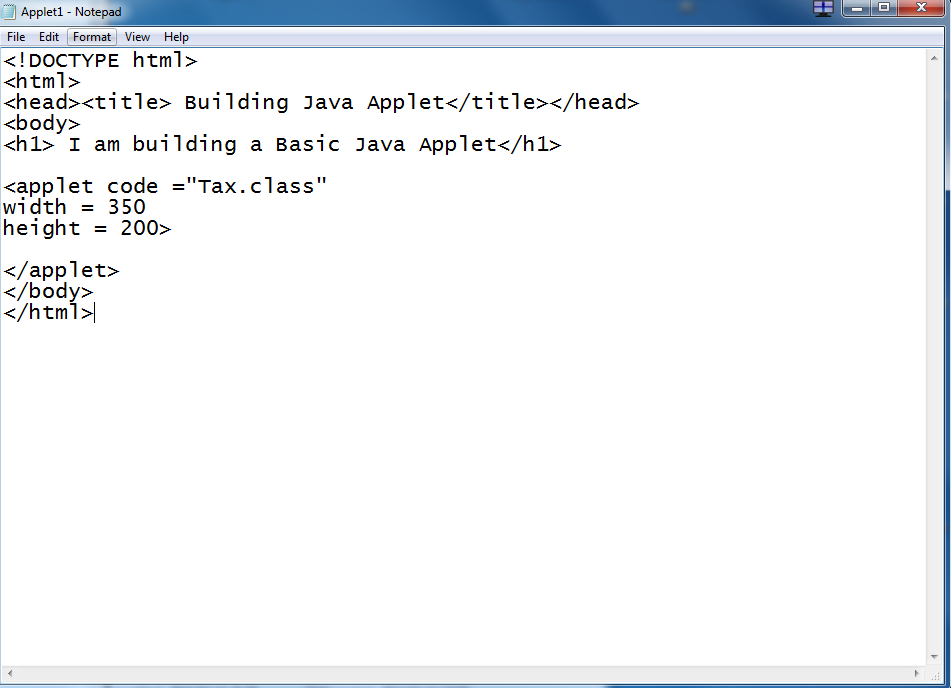 Applet1 - Notepad
File Edit Format View Help
<!DOCTYPE html>
<html>
<head><title> Building Java Applet</title></head>
<body>
<h1> I am building a Basic Java Applet</h1>
<applet code ="Tax.class"
width = 350
height = 200>
</applet>
</body>
</html>